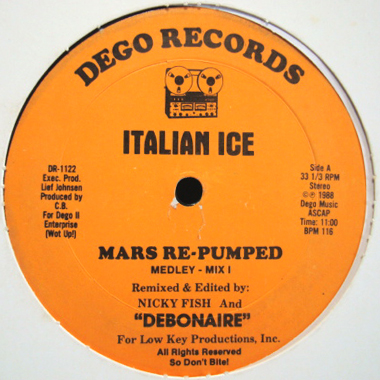 DEGO RECORDS
ITALIAN ICE
DR-1122
Exec. Prod.
Lief Johnsen
Produced by
C.B.
For Dego II
Enterprise
(Wot Up!)
Side A
33 1/3 RPM
Stereo
©℗ 1988
Dego Music
ASCAP
Time: 11:00
BPM 116
MARS RE-PUMPED
MEDLEY - MIX I
Remixed & Edited by:
NICKY FISH And
"DEBONAIRE"
For Low Key Productions, Inc.
All Rights Reserved
So Don't Bite!